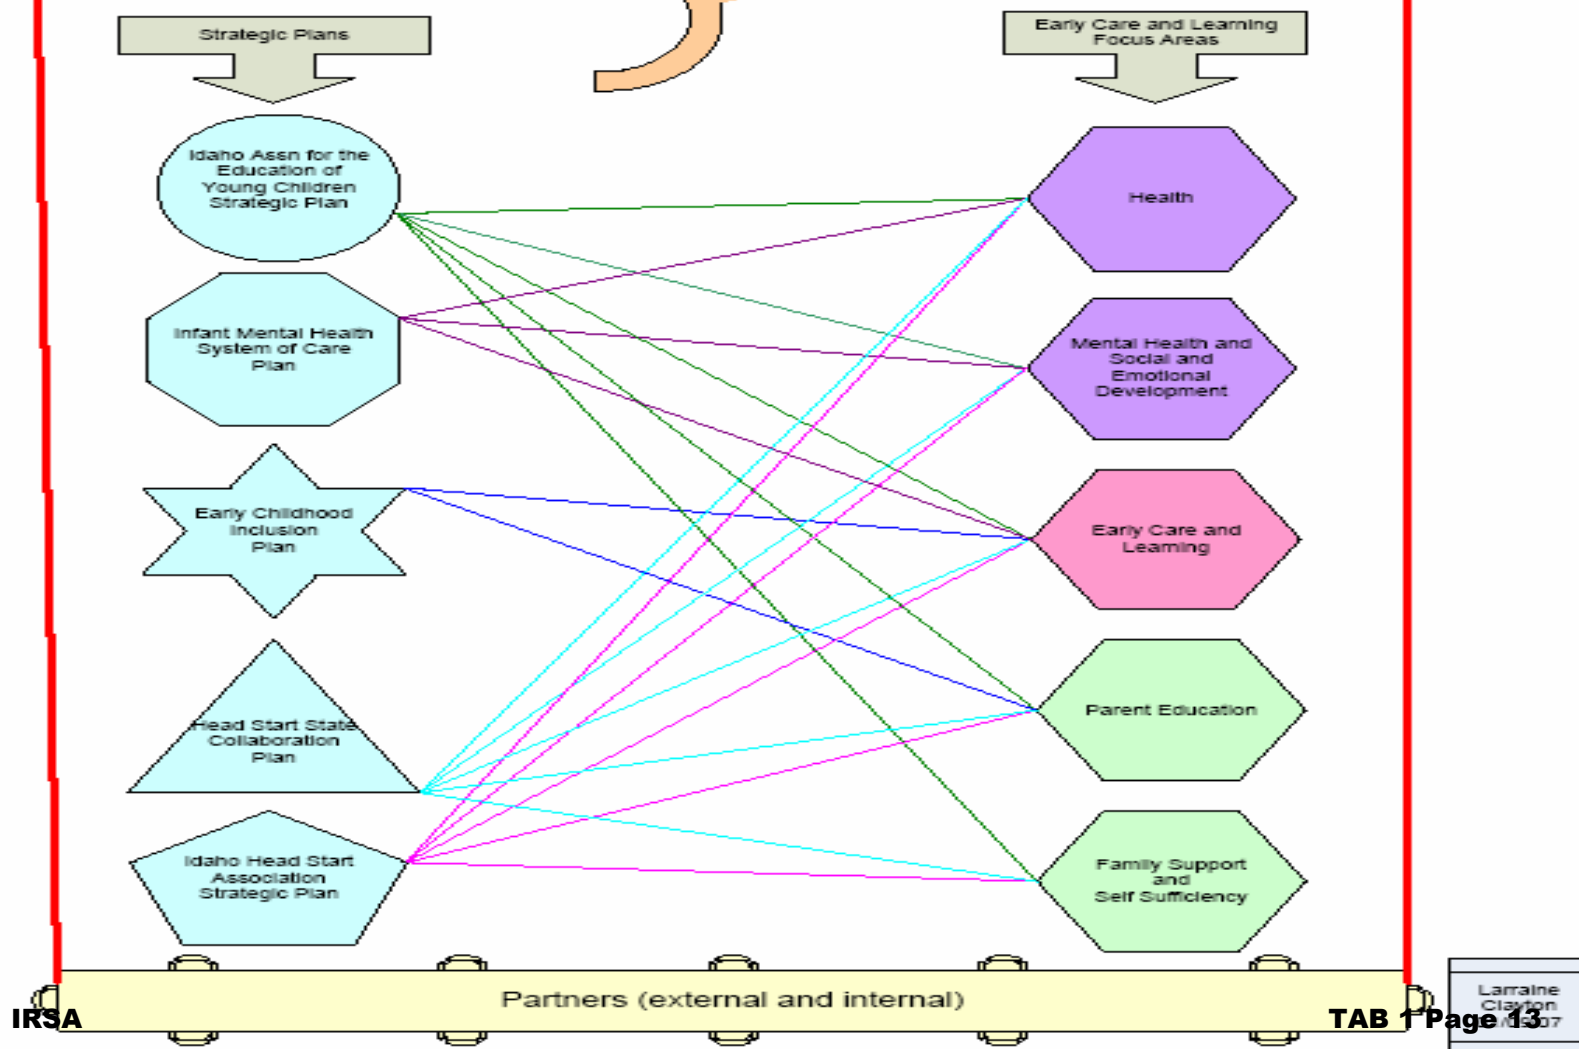 Strategic Plans
Early Care and Learning
Focus Areas
Idaho Assn for the
Education of
Young Children
Strategic Plan
Health
Infant Mental Health
System of Care
Plan
Mental Health and
Social and
Emotional
Development
Early Childhood
Inclusion
Plan
Early Care and
Learning
Head Start State
Collaboration
Plan
Parent Education
Idaho Head Start
Association
Strategic Plan
Family Support
and
Self Sufficiency
Partners (external and internal)
Larraine
Clayton
IRSA
TAB 1 Page 13